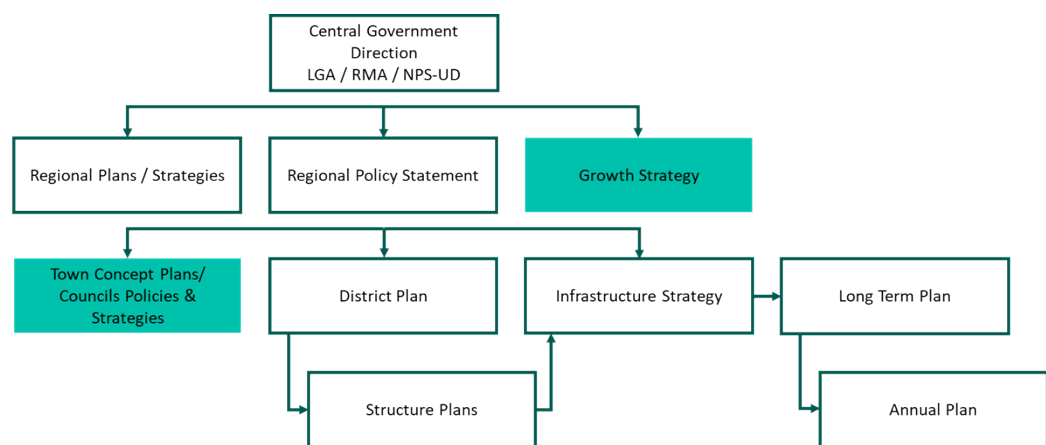 Central Government
Direction
LGA / RMA / NPS-UD
Regional Plans / Strategies
Regional Policy Statement
Growth Strategy
Town Concept Plans/
Councils Policies &
Strategies
District Plan
Infrastructure Strategy
Long Term Plan
Structure Plans
Annual Plan